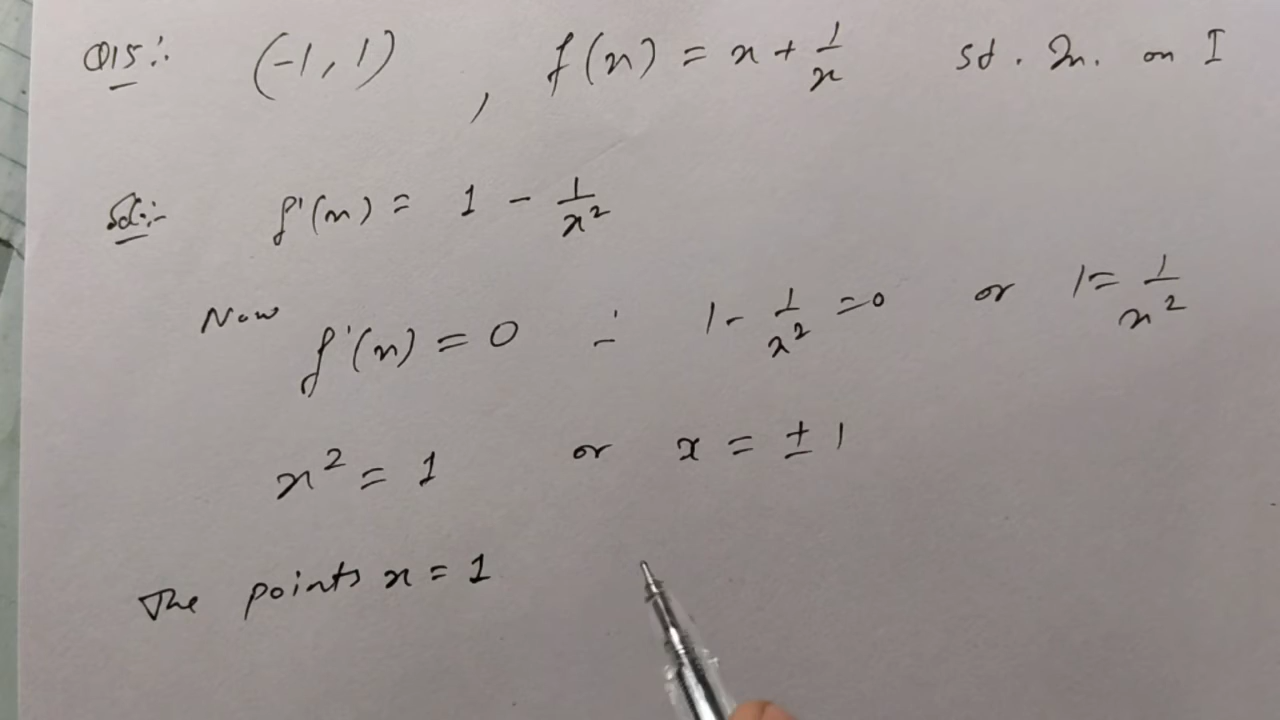 Q15:. (-1, 1) , f(x) = x + 1/x st. In. on I
Sol:- f'(x) = 1 - 1/x²
Now f'(x) = 0 ∴ 1 - 1/x² = 0 or 1 = 1/x²
x² = 1 or x = ± 1
The points x = 1